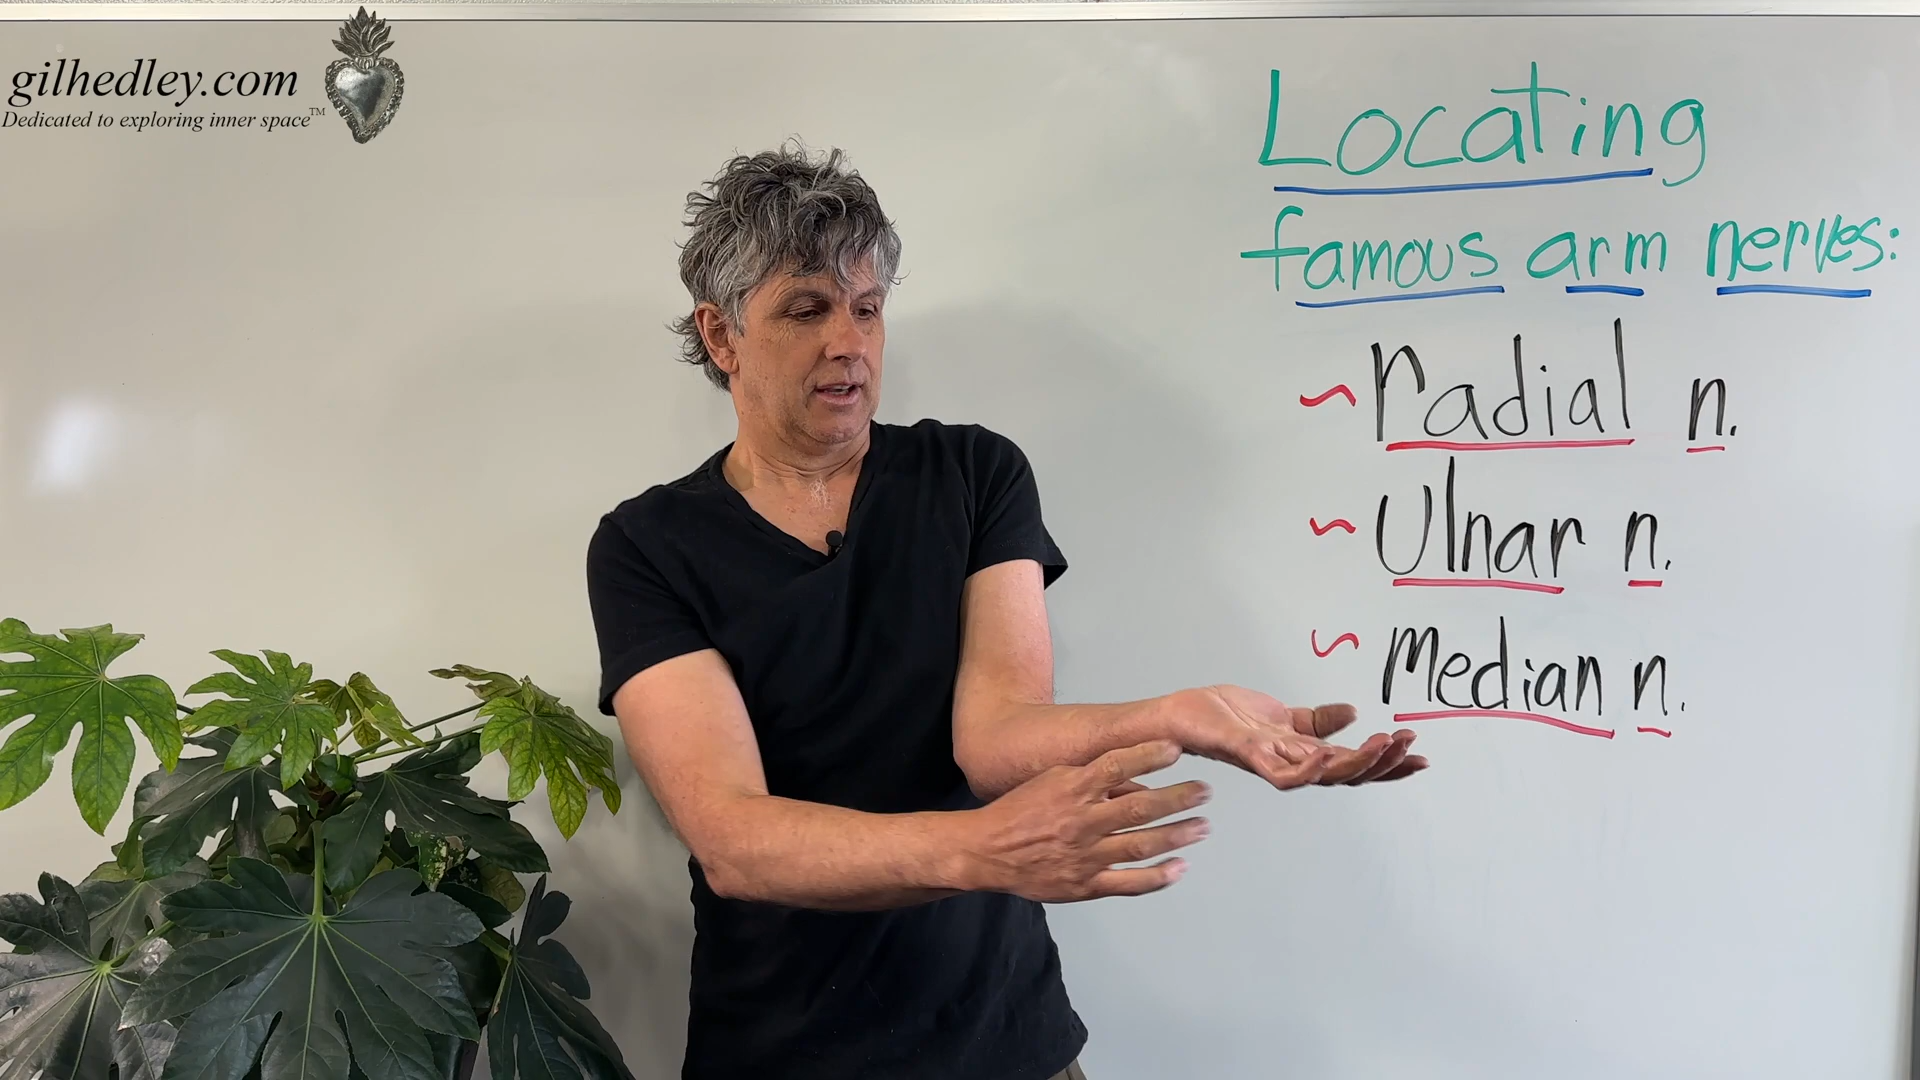 gilhedley.com
Dedicated to exploring inner space™
Locating
famous arm nerves:
~ radial n.
~ Ulnar n.
~ Median n.